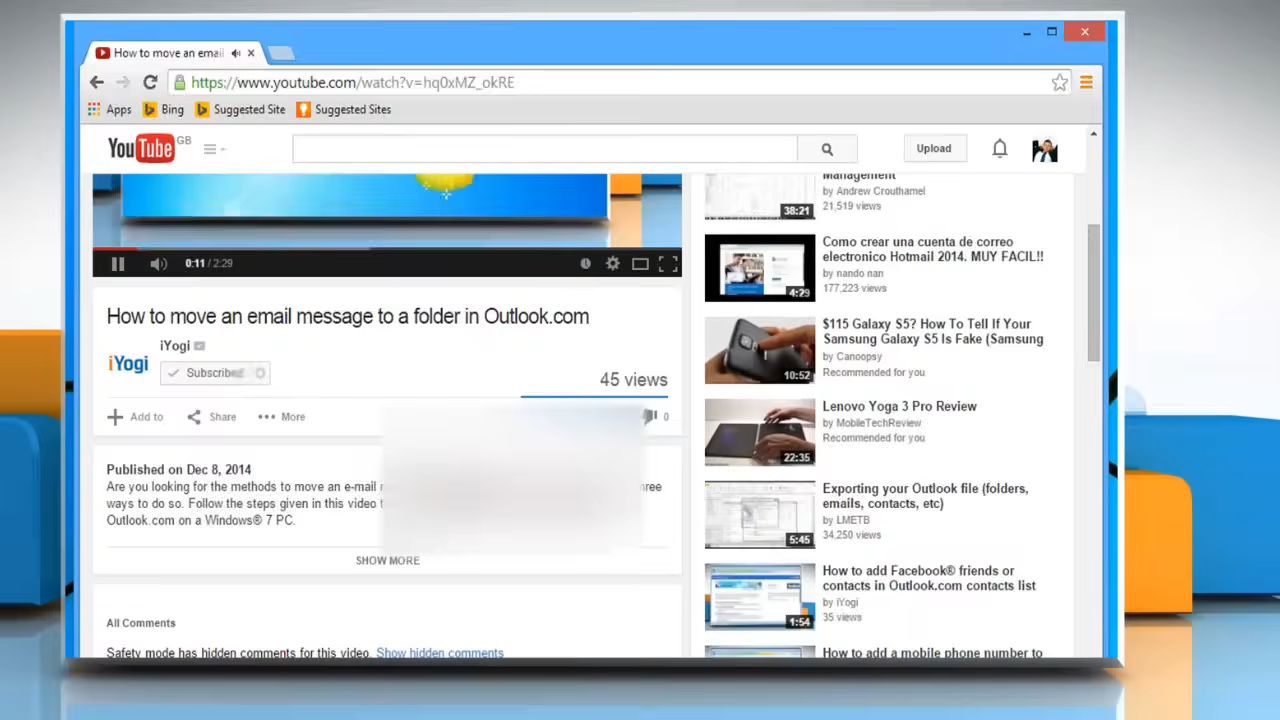 How to move an email
https://www.youtube.com/watch?v=hq0xMZ_okRE
Apps
Bing
Suggested Site
Suggested Sites
YouTube GB
Upload
0:11 / 2:29
How to move an email message to a folder in Outlook.com
iYogi
iYogi
Subscribed
45 views
Add to
Share
More
0
Published on Dec 8, 2014
Are you looking for the methods to move an e-mail
ways to do so. Follow the steps given in this video
Outlook.com on a Windows® 7 PC.
SHOW MORE
All Comments
Safety mode has hidden comments for this video. Show hidden comments
Management
by Andrew Crouthamel
21,519 views
38:21
Como crear una cuenta de correo
electronico Hotmail 2014. MUY FACIL!!
by nando nan
177,223 views
4:29
$115 Galaxy S5? How To Tell If Your
Samsung Galaxy S5 Is Fake (Samsung
by Canoopsy
Recommended for you
10:52
Lenovo Yoga 3 Pro Review
by MobileTechReview
Recommended for you
22:35
Exporting your Outlook file (folders,
emails, contacts, etc)
by LMETB
34,250 views
5:45
How to add Facebook® friends or
contacts in Outlook.com contacts list
by iYogi
35 views
1:54
How to add a mobile phone number to